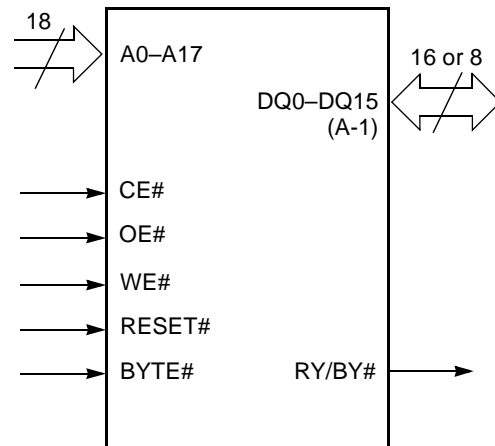 18
A0–A17
16 or 8
DQ0–DQ15
(A-1)
CE#
OE#
WE#
RESET#
BYTE#
RY/BY#